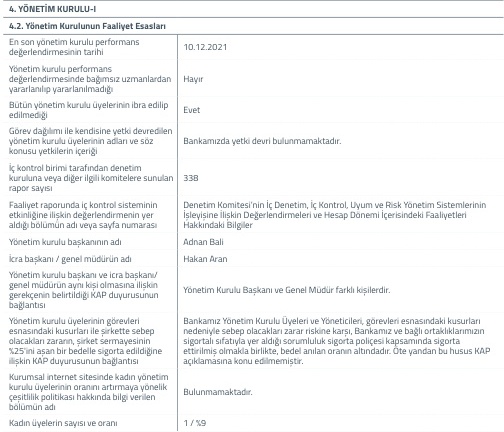 4. YÖNETİM KURULU-I
4.2. Yönetim Kurulunun Faaliyet Esasları
En son yönetim kurulu performans
değerlendirmesinin tarihi
10.12.2021
Yönetim kurulu performans
değerlendirmesinde bağımsız uzmanlardan
yararlanılıp yararlanılmadığı
Hayır
Bütün yönetim kurulu üyelerinin ibra edilip
edilmediği
Evet
Görev dağılımı ile kendisine yetki devredilen
yönetim kurulu üyelerinin adları ve söz
konusu yetkilerin içeriği
Bankamızda yetki devri bulunmamaktadır.
İç kontrol birimi tarafından denetim
kuruluna veya diğer ilgili komitelere sunulan
rapor sayısı
338
Faaliyet raporunda iç kontrol sisteminin
etkinliğine ilişkin değerlendirmenin yer
aldığı bölümün adı veya sayfa numarası
Denetim Komitesi'nin İç Denetim, İç Kontrol, Uyum ve Risk Yönetim Sistemlerinin
İşleyişine İlişkin Değerlendirmeleri ve Hesap Dönemi İçerisindeki Faaliyetleri
Hakkındaki Bilgiler
Yönetim kurulu başkanının adı
Adnan Bali
İcra başkanı / genel müdürün adı
Hakan Aran
Yönetim kurulu başkanı ve icra başkanı/
genel müdürün aynı kişi olmasına ilişkin
gerekçenin belirtildiği KAP duyurusunun
bağlantısı
Yönetim Kurulu Başkanı ve Genel Müdür farklı kişilerdir.
Yönetim kurulu üyelerinin görevleri
esnasındaki kusurları ile şirkette sebep
olacakları zararın, şirket sermayesinin
%25'ini aşan bir bedelle sigorta edildiğine
ilişkin KAP duyurusunun bağlantısı
Bankamız Yönetim Kurulu Üyeleri ve Yöneticileri, görevleri esnasındaki kusurları
nedeniyle sebep olacakları zarar riskine karşı, Bankamız ve bağlı ortaklıklarımızın
sigortalı sıfatıyla yer aldığı sorumluluk sigorta poliçesi kapsamında sigorta
ettirilmiş olmakla birlikte, bedel anılan oranın altındadır. Öte yandan bu husus KAP
açıklamasına konu edilmemiştir.
Kurumsal internet sitesinde kadın yönetim
kurulu üyelerinin oranını artırmaya yönelik
çeşitlilik politikası hakkında bilgi verilen
bölümün adı
Bulunmamaktadır.
Kadın üyelerin sayısı ve oranı
1 / %9